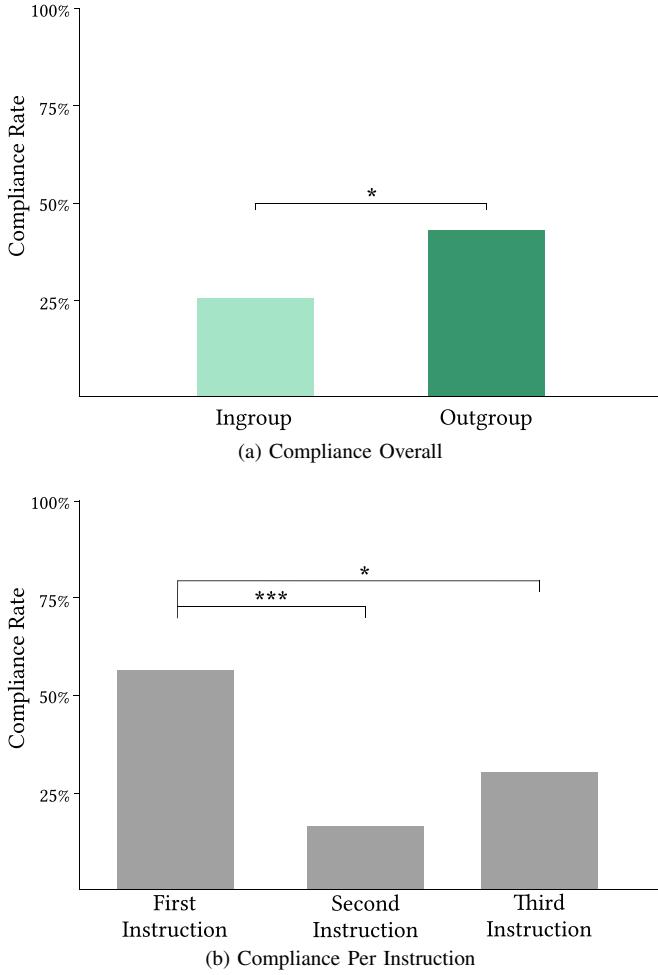 100%
75%
50%
25%
Compliance Rate
*
Ingroup
Outgroup
(a) Compliance Overall
100%
75%
50%
25%
Compliance Rate
*
***
First
Instruction
Second
Instruction
Third
Instruction
(b) Compliance Per Instruction